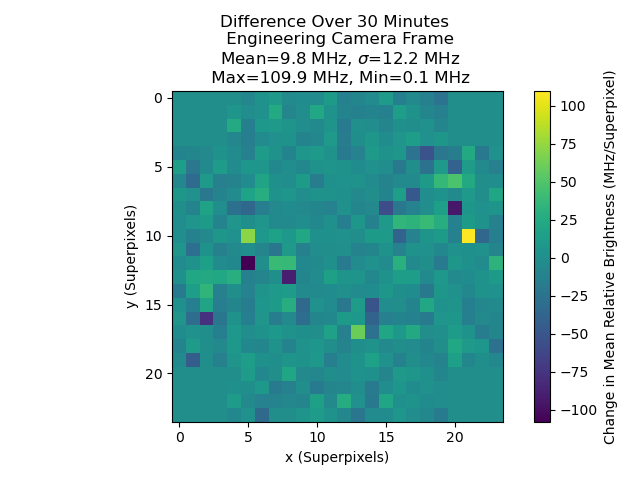 Difference Over 30 Minutes
Engineering Camera Frame
Mean=9.8 MHz, σ=12.2 MHz
Max=109.9 MHz, Min=0.1 MHz
0
5
10
15
20
y (Superpixels)
0
5
10
15
20
x (Superpixels)
100
75
50
25
0
−25
−50
−75
−100
Change in Mean Relative Brightness (MHz/Superpixel)